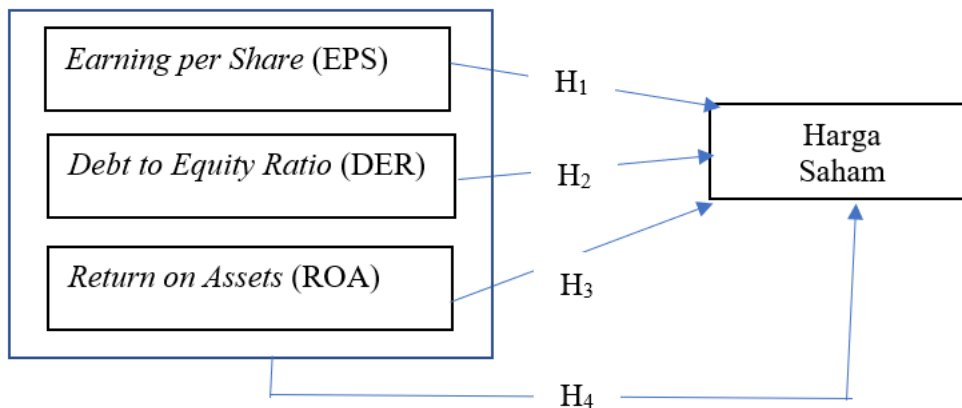 Earning per Share (EPS)
H₁
Harga
Saham
Debt to Equity Ratio (DER)
H₂
Return on Assets (ROA)
H₃
H₄